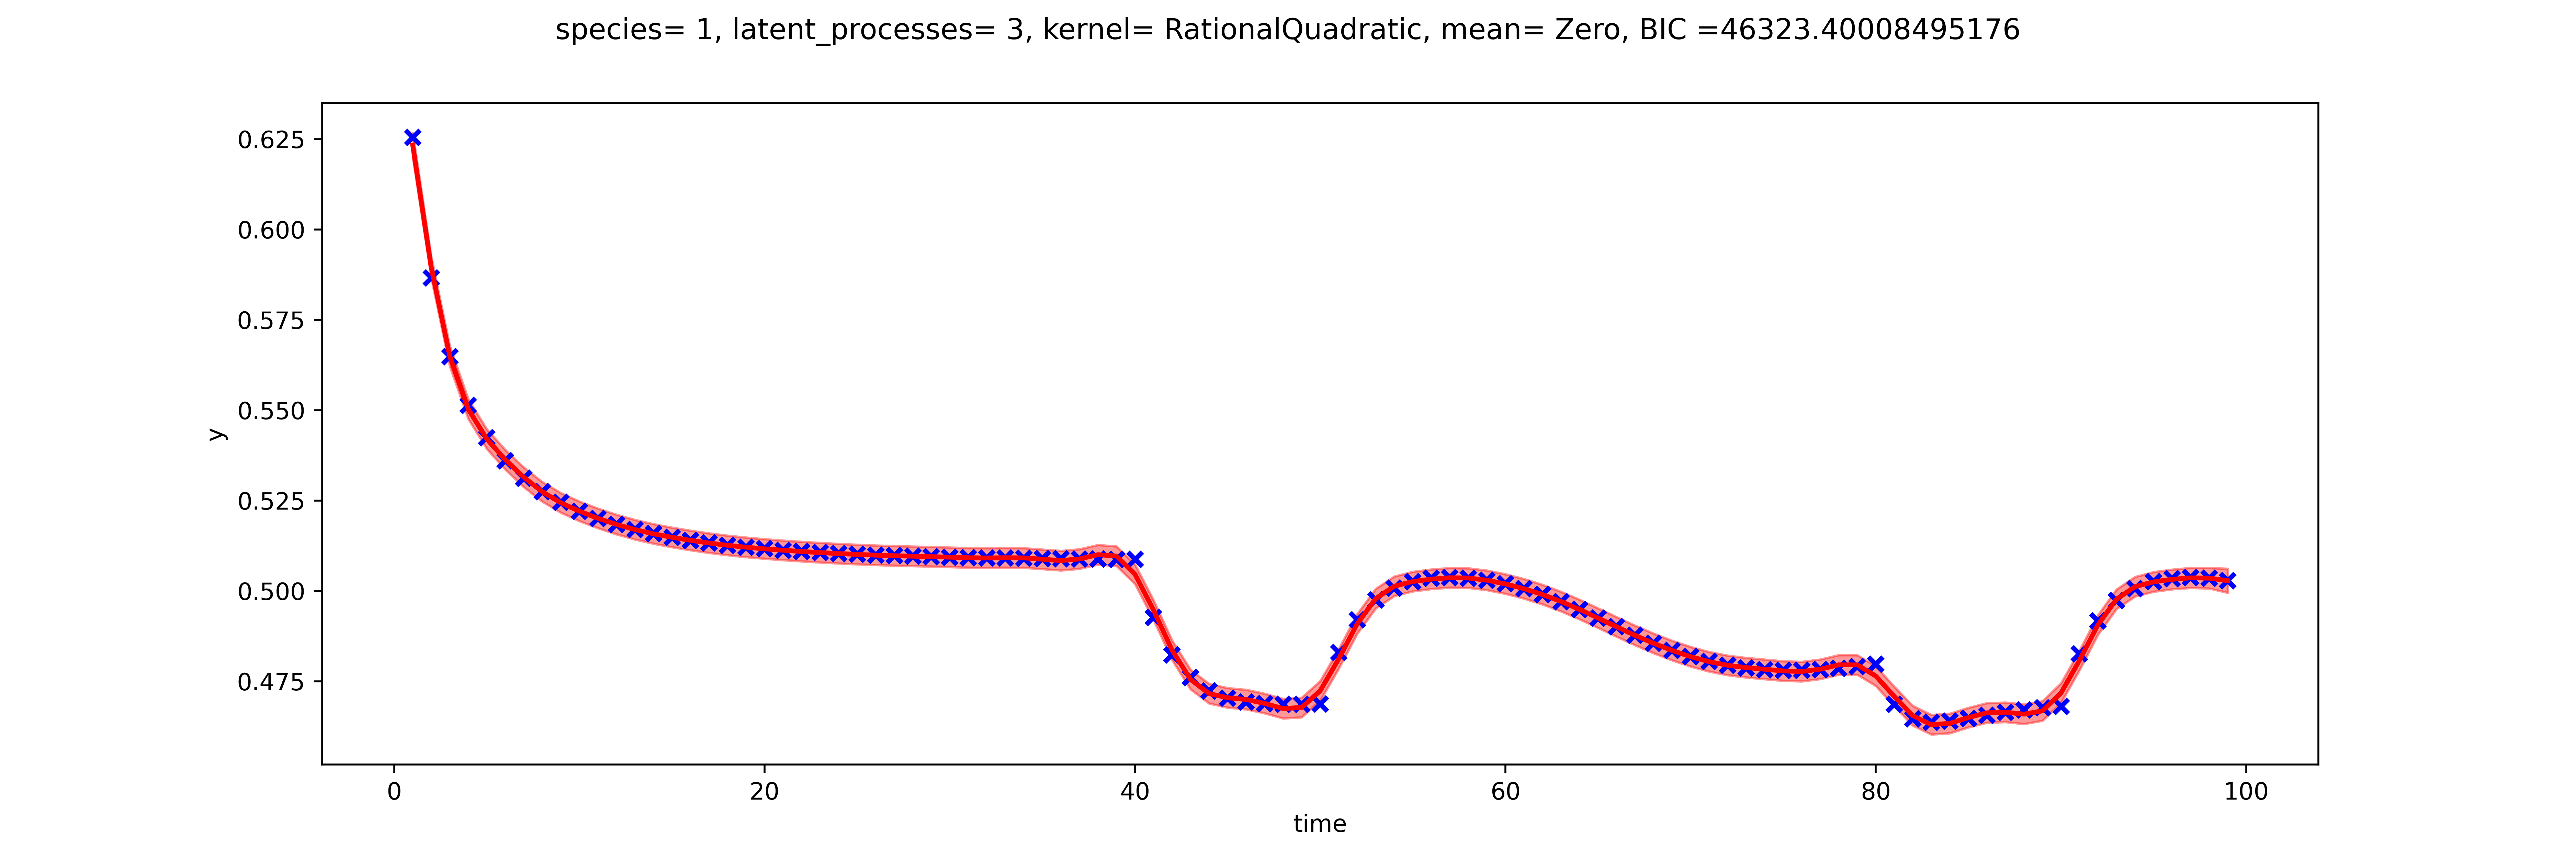 species= 1, latent_processes= 3, kernel= RationalQuadratic, mean= Zero, BIC =46323.40008495176
0.625
0.600
0.575
0.550
0.525
0.500
0.475
y
0 20 40 60 80 100
time